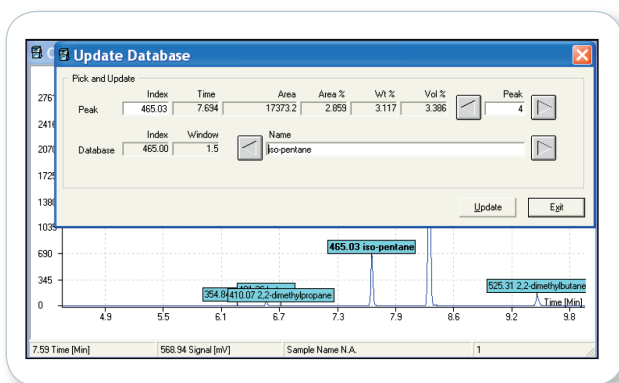 Update Database
Pick and Update
Index Time Area Area % Wt % Vol % Peak
Peak 465.03 7.694 17373.2 2.859 3.117 3.386 4
Index Window Name
Database 465.00 1.5 iso-pentane
Update Exit
276
2416
2070
1725
1380
1035
690
345
0
465.03 iso-pentane
354.8
410.07 2,2-dimethylpropane
525.31 2,2-dimethylbutane
Time [Min]
4.9 5.5 6.1 6.7 7.3 7.9 8.6 9.2 9.8
7.59 Time [Min] 568.94 Signal [mV] Sample Name N.A. 1